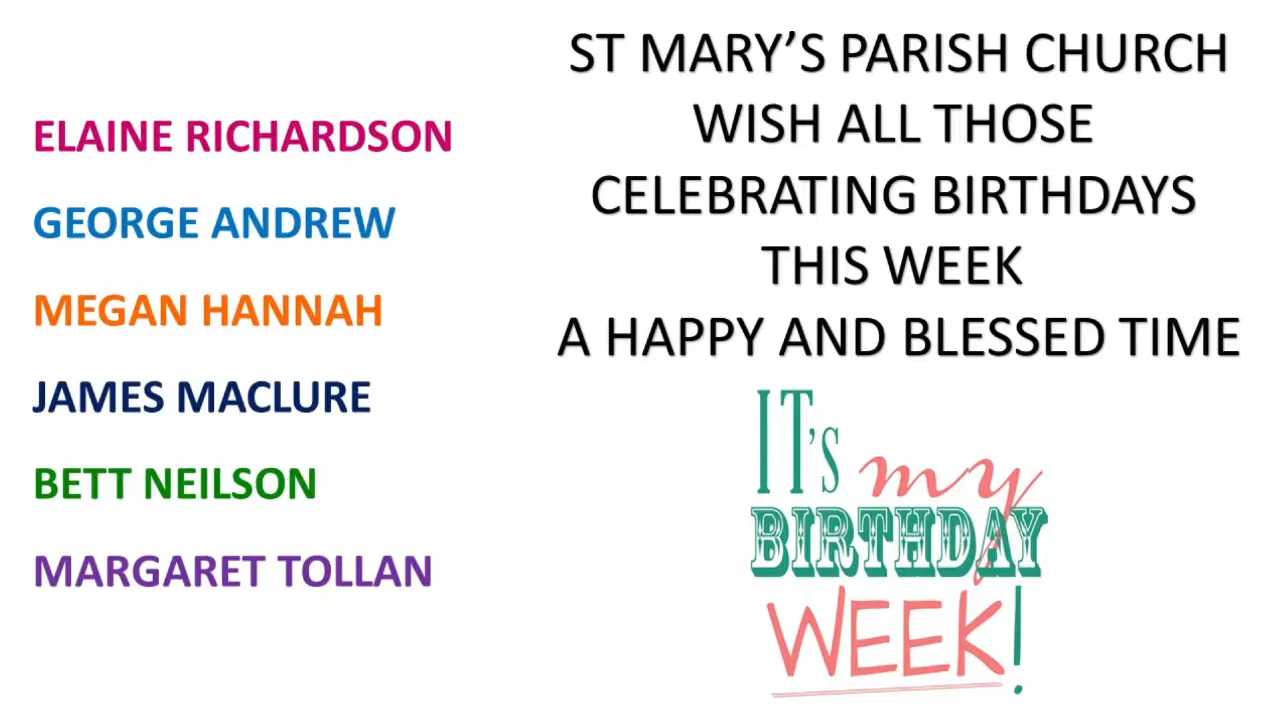 ELAINE RICHARDSON
GEORGE ANDREW
MEGAN HANNAH
JAMES MACLURE
BETT NEILSON
MARGARET TOLLAN
ST MARY’S PARISH CHURCH
WISH ALL THOSE
CELEBRATING BIRTHDAYS
THIS WEEK
A HAPPY AND BLESSED TIME
IT'S my
BIRTHDAY
WEEK!